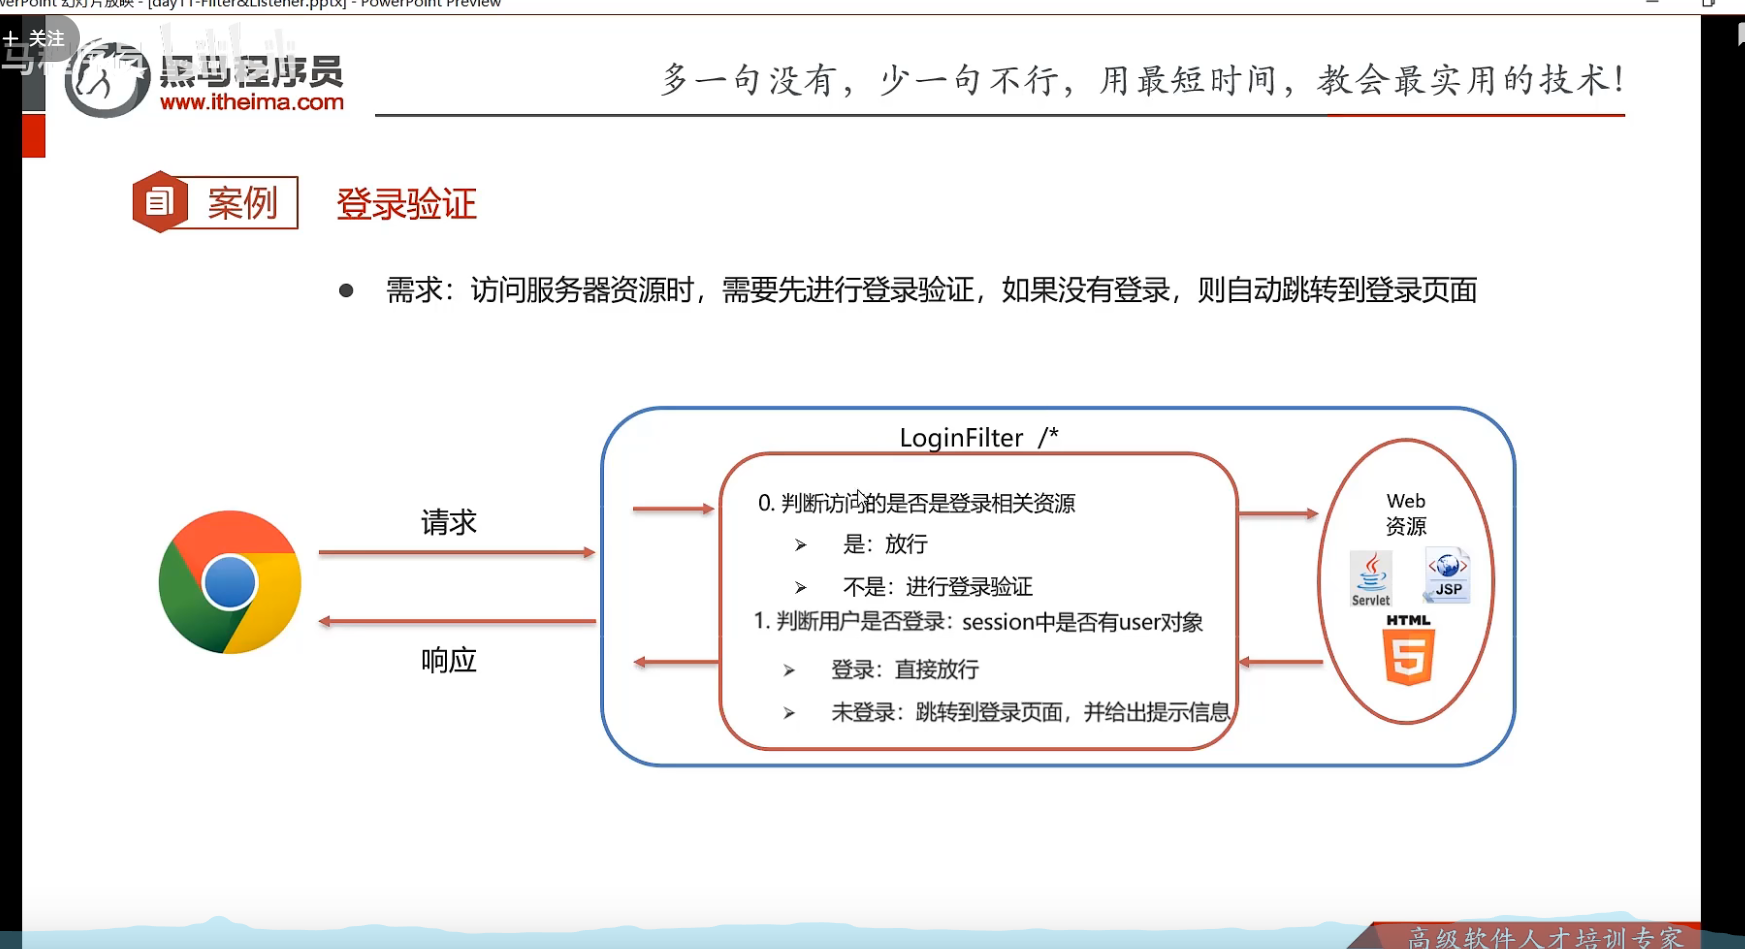 PowerPoint 幻灯片放映 - [day11-Filter&Listener.pptx] - PowerPoint Preview
+ 关注
黑马程序员
www.itheima.com
多一句没有，少一句不行，用最短时间，教会最实用的技术！
案例
登录验证
● 需求：访问服务器资源时，需要先进行登录验证，如果没有登录，则自动跳转到登录页面
LoginFilter /*
请求
响应
0. 判断访问的是否是登录相关资源
➢ 是：放行
➢ 不是：进行登录验证
1. 判断用户是否登录：session中是否有user对象
➢ 登录：直接放行
➢ 未登录：跳转到登录页面，并给出提示信息
Web
资源
Servlet
JSP
HTML
5
高级软件人才培训专家